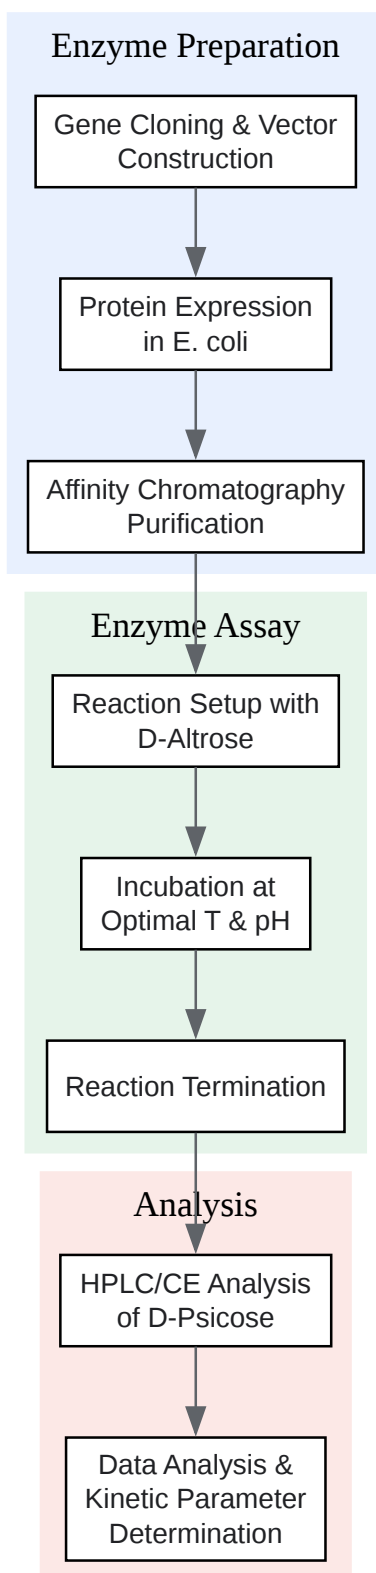 Enzyme Preparation
Gene Cloning & Vector
Construction
Protein Expression
in E. coli
Affinity Chromatography
Purification
Enzyme Assay
Reaction Setup with
D-Altrose
Incubation at
Optimal T & pH
Reaction Termination
Analysis
HPLC/CE Analysis
of D-Psicose
Data Analysis &
Kinetic Parameter
Determination